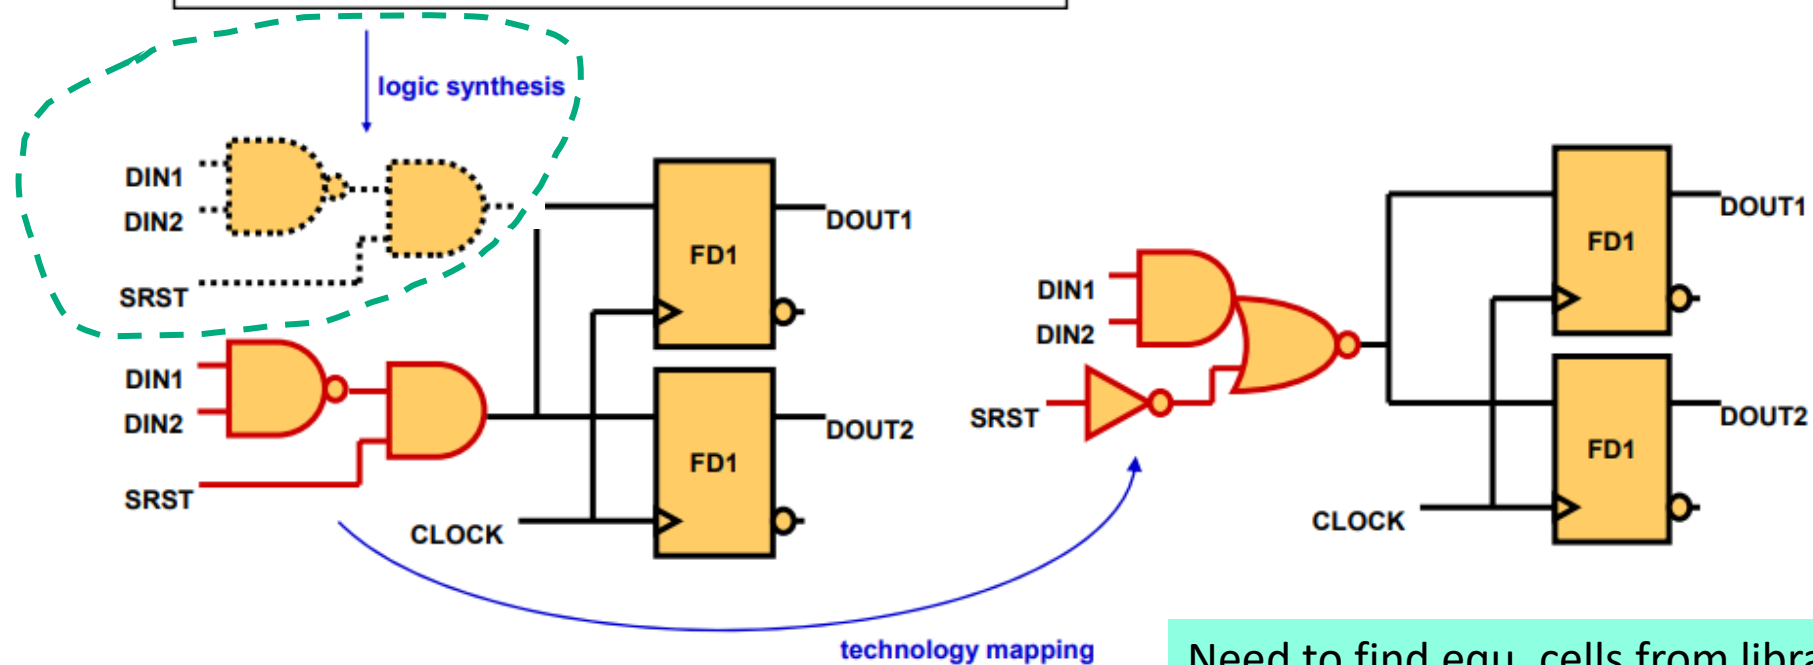 logic synthesis
DIN1
DIN2
SRST
DIN1
DIN2
SRST
CLOCK
FD1
FD1
DOUT1
DOUT2
technology mapping
DIN1
DIN2
SRST
CLOCK
FD1
FD1
DOUT1
DOUT2
Need to find equ. cells from